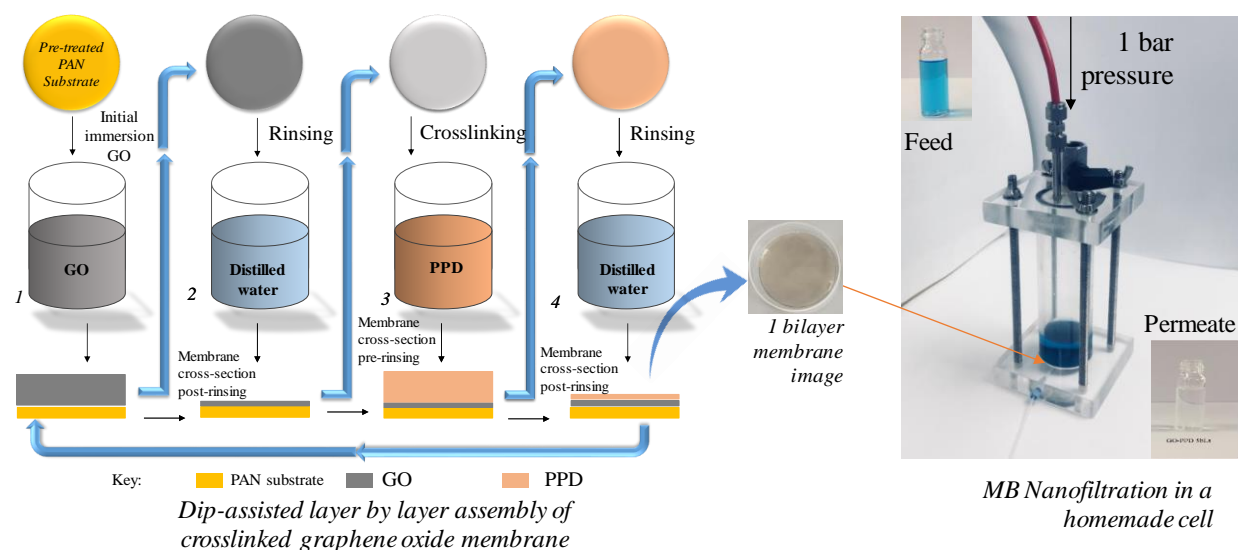 Pre-treated
PAN
Substrate
Initial
immersion
GO
Rinsing
Crosslinking
Rinsing
GO
Distilled
water
PPD
Distilled
water
1
2
3
4
Membrane
cross-section
post-rinsing
Membrane
cross-section
pre-rinsing
Membrane
cross-section
post-rinsing
Key:
PAN substrate
GO
PPD
Dip-assisted layer by layer assembly of
crosslinked graphene oxide membrane
1 bilayer
membrane
image
1 bar
pressure
Feed
Permeate
GO-PPD MILs
MB Nanofiltration in a
homemade cell